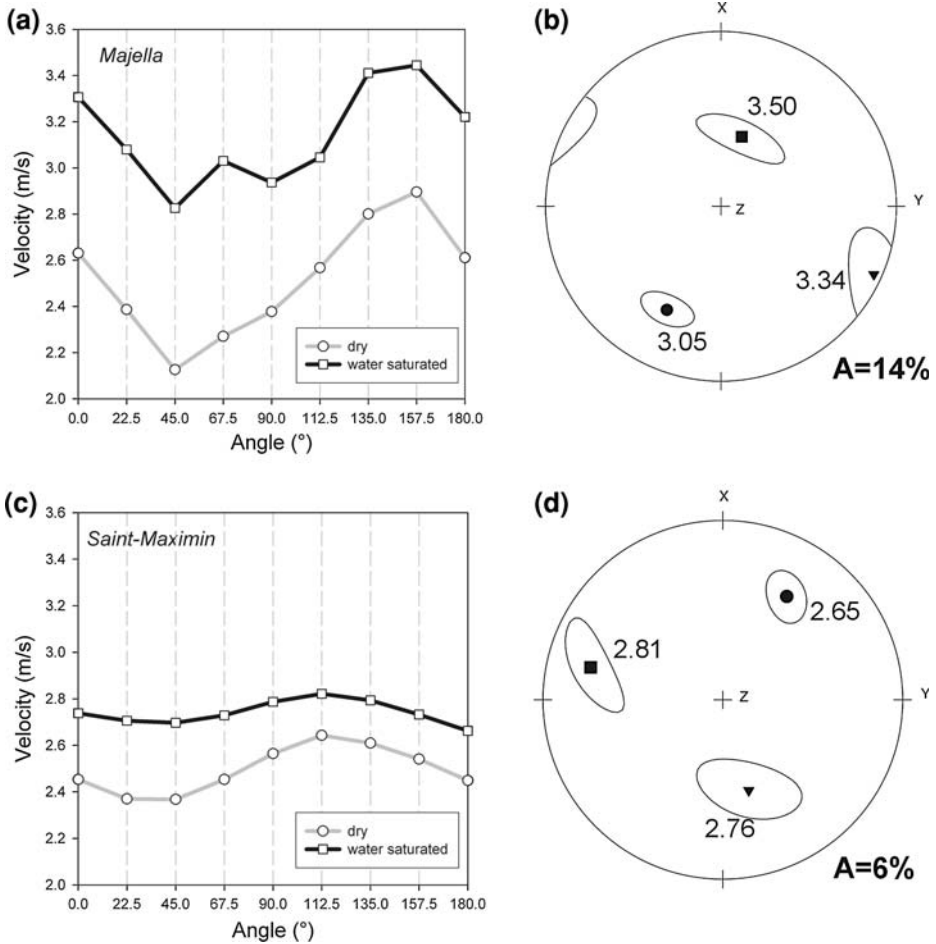 (a)
Majella
3.6
3.4
3.2
3.0
2.8
2.6
2.4
2.2
2.0
Velocity (m/s)
dry
water saturated
0.0 22.5 45.0 67.5 90.0 112.5 135.0 157.5 180.0
Angle (°)
(b)
X
3.50
Y
Z
3.34
3.05
A=14%
(c)
Saint-Maximin
3.6
3.4
3.2
3.0
2.8
2.6
2.4
2.2
2.0
Velocity (m/s)
dry
water saturated
0.0 22.5 45.0 67.5 90.0 112.5 135.0 157.5 180.0
Angle (°)
(d)
X
2.65
2.81
Y
Z
2.76
A=6%